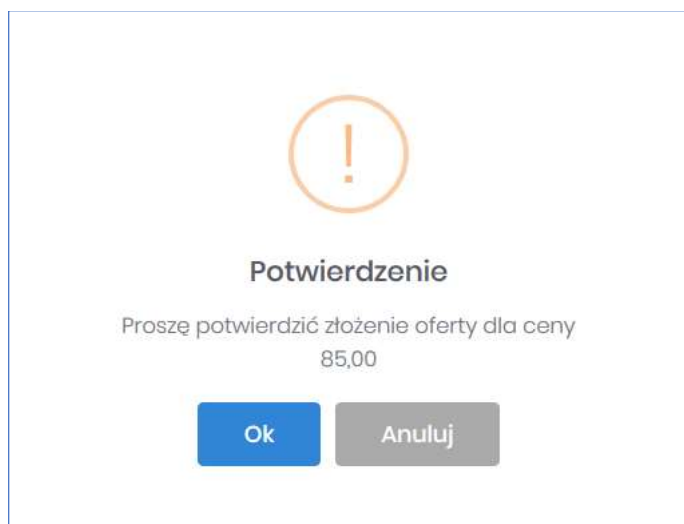 !
Potwierdzenie
Proszę potwierdzić złożenie oferty dla ceny
85,00
Ok Anuluj